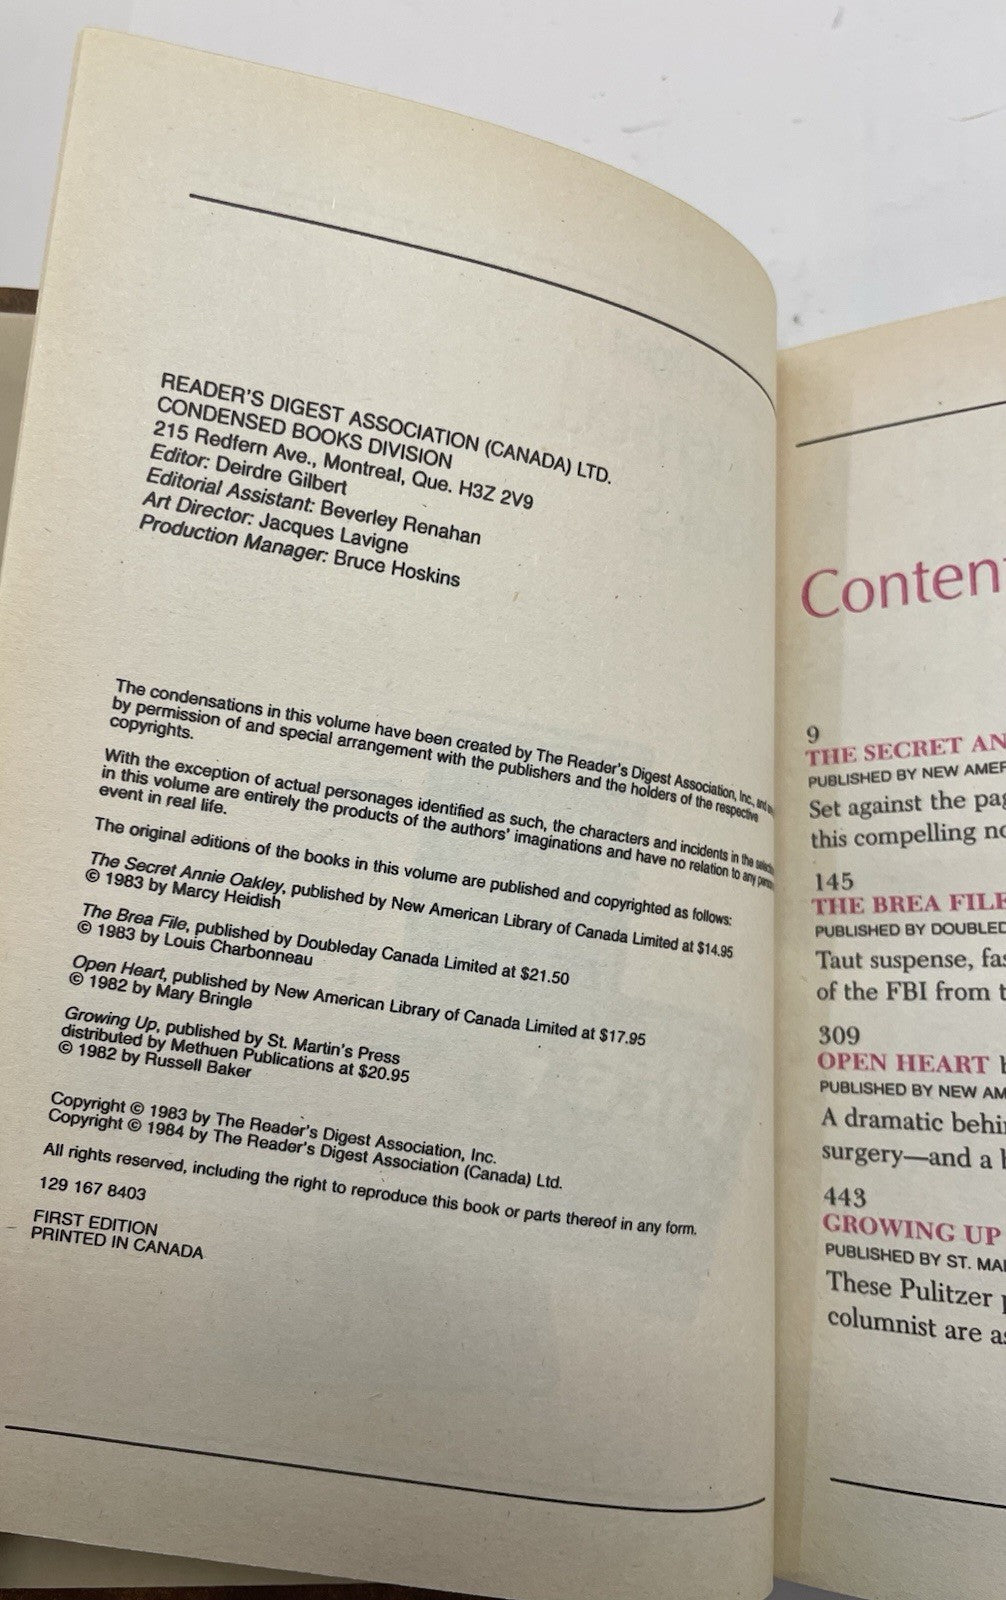 READER'S DIGEST ASSOCIATION (CANADA) LTD.
CONDENSED BOOKS DIVISION
215 Redfern Ave., Montreal, Que. H3Z 2V9
Editor: Deirdre Gilbert
Editorial Assistant: Beverley Renahan
Art Director: Jacques Lavigne
Production Manager: Bruce Hoskins
The condensations in this volume have been created by The Reader's Digest Association, Inc., and
by permission of and special arrangement with the publishers and the holders of the respective
copyrights.
With the exception of actual personages identified as such, the characters and incidents in the
in this volume are entirely the products of the authors' imaginations and have no relation to any
event in real life.
The original editions of the books in this volume are published and copyrighted as follows:
The Secret Annie Oakley, published by New American Library of Canada Limited at $14.95
© 1983 by Marcy Heidish
The Brea File, published by Doubleday Canada Limited at $21.50
© 1983 by Louis Charbonneau
Open Heart, published by New American Library of Canada Limited at $17.95
© 1982 by Mary Bringle
Growing Up, published by St. Martin's Press
distributed by Methuen Publications at $20.95
© 1982 by Russell Baker
Copyright © 1983 by The Reader's Digest Association, Inc.
Copyright © 1984 by The Reader's Digest Association (Canada) Ltd.
All rights reserved, including the right to reproduce this book or parts thereof in any form.
129 167 8403
FIRST EDITION
PRINTED IN CANADA
Conten
9
THE SECRET AN
PUBLISHED BY NEW AMER
Set against the pag
this compelling no
145
THE BREA FILE
PUBLISHED BY DOUBLED
Taut suspense, fas
of the FBI from t
309
OPEN HEART b
PUBLISHED BY NEW AM
A dramatic behin
surgery—and a
443
GROWING UP
PUBLISHED BY ST. MA
These Pulitzer p
columnist are as